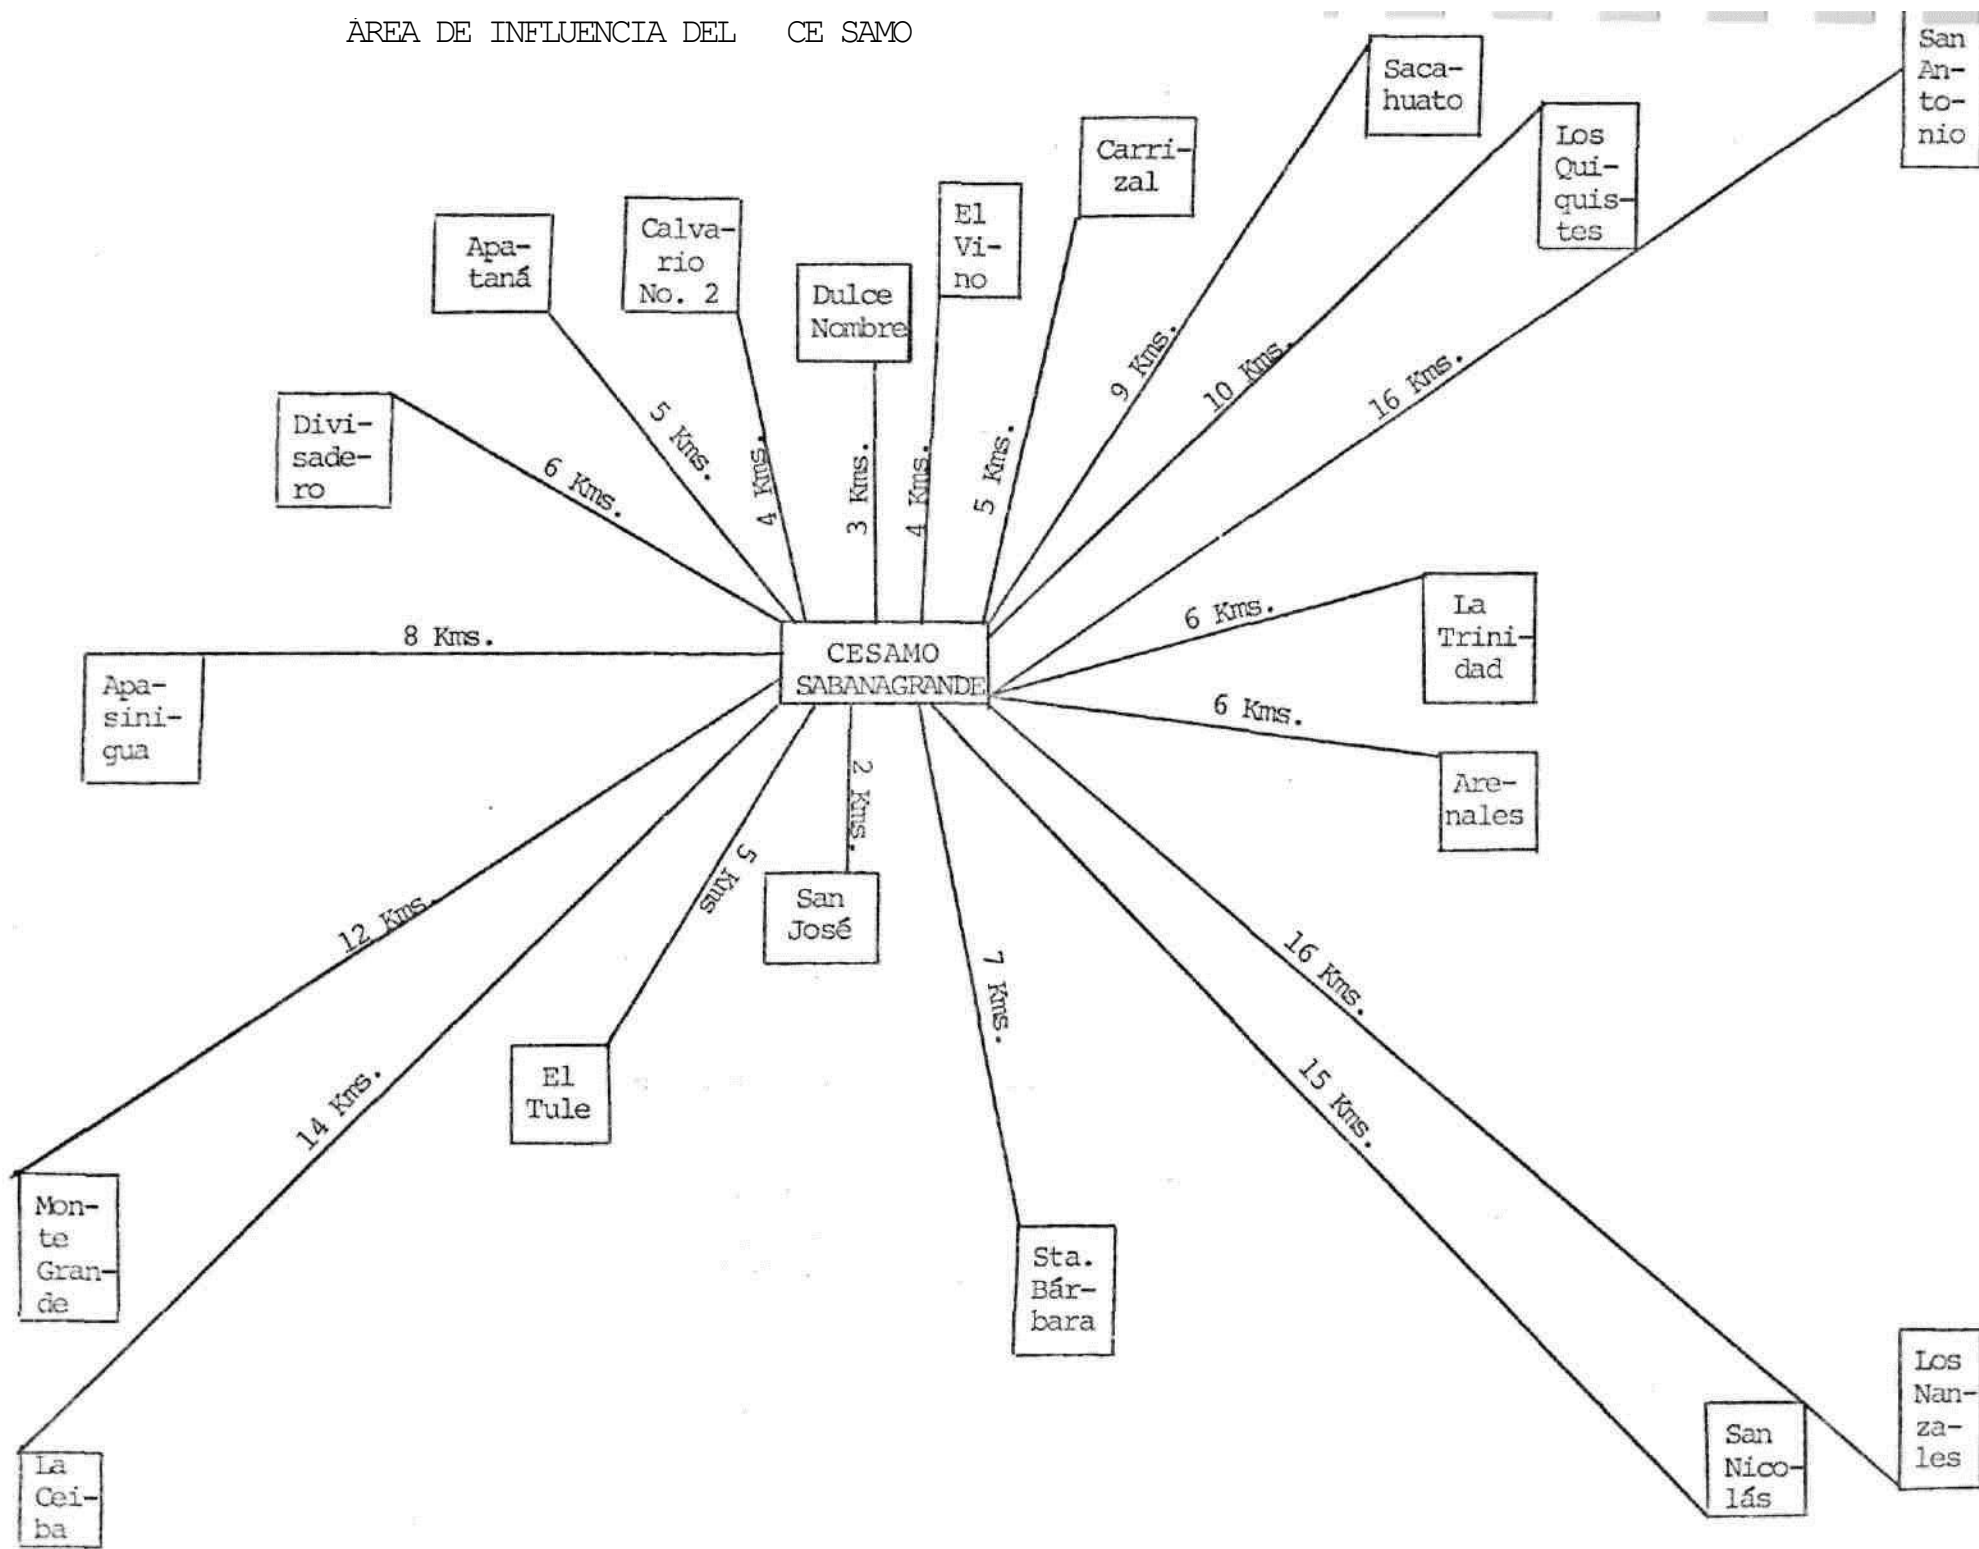 ÁREA DE INFLUENCIA DEL CE SAMO
San
An-
to-
nio
Saca-
huato
Los
Qui-
quis-
tes
Carri-
zal
El
Vi-
no
Calva-
rio
No. 2
Apa-
taná
Dulce
Nombre
Divi-
sade-
ro
9 Kms.
10 Kms.
16 Kms.
5 Kms.
6 Kms.
4 Kms.
3 Kms.
4 Kms.
5 Kms.
La
Trini-
dad
6 Kms.
8 Kms.
CESAMO
SABANAGRANDE
Apa-
sini-
gua
6 Kms.
Are-
nales
2 Kms.
5 Kms
San
José
12 Kms.
7 Kms.
16 Kms.
14 Kms.
15 Kms.
El
Tule
Mon-
te
Gran-
de
Sta.
Bár-
bara
La
Cei-
ba
San
Nico-
lás
Los
Nan-
za-
les